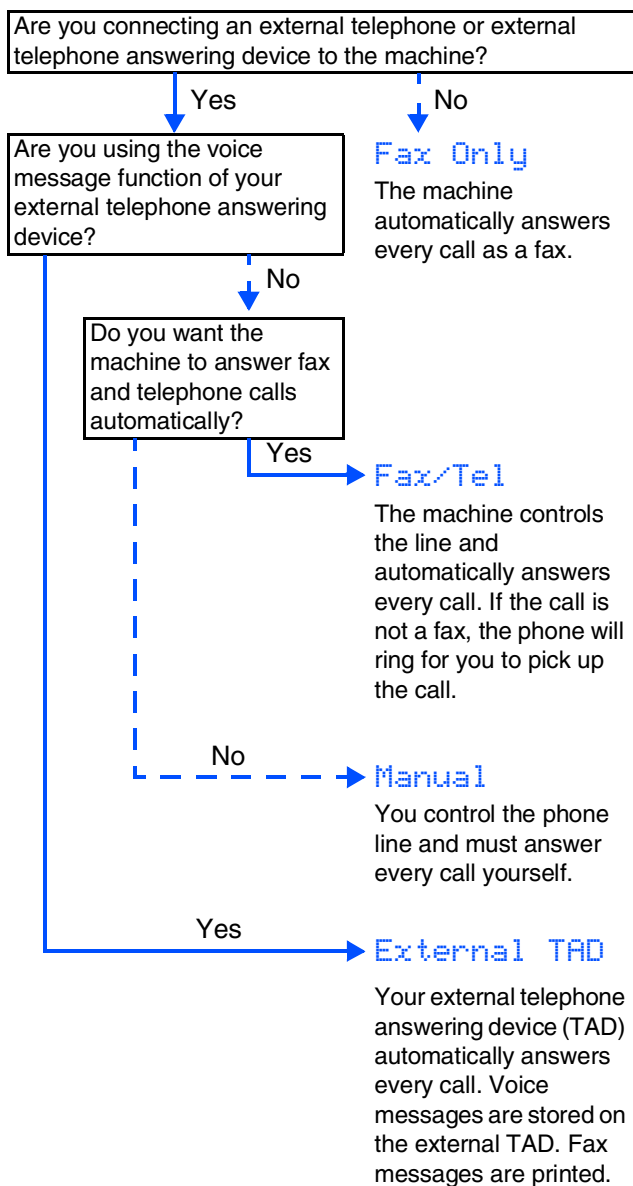 Are you connecting an external telephone or external
telephone answering device to the machine?
Yes
No
Are you using the voice
message function of your
external telephone answering
device?
Fax Only
The machine
automatically answers
every call as a fax.
No
Do you want the
machine to answer fax
and telephone calls
automatically?
Yes
Fax/Tel
The machine controls
the line and
automatically answers
every call. If the call is
not a fax, the phone will
ring for you to pick up
the call.
No
Manual
You control the phone
line and must answer
every call yourself.
Yes
External TAD
Your external telephone
answering device (TAD)
automatically answers
every call. Voice
messages are stored on
the external TAD. Fax
messages are printed.